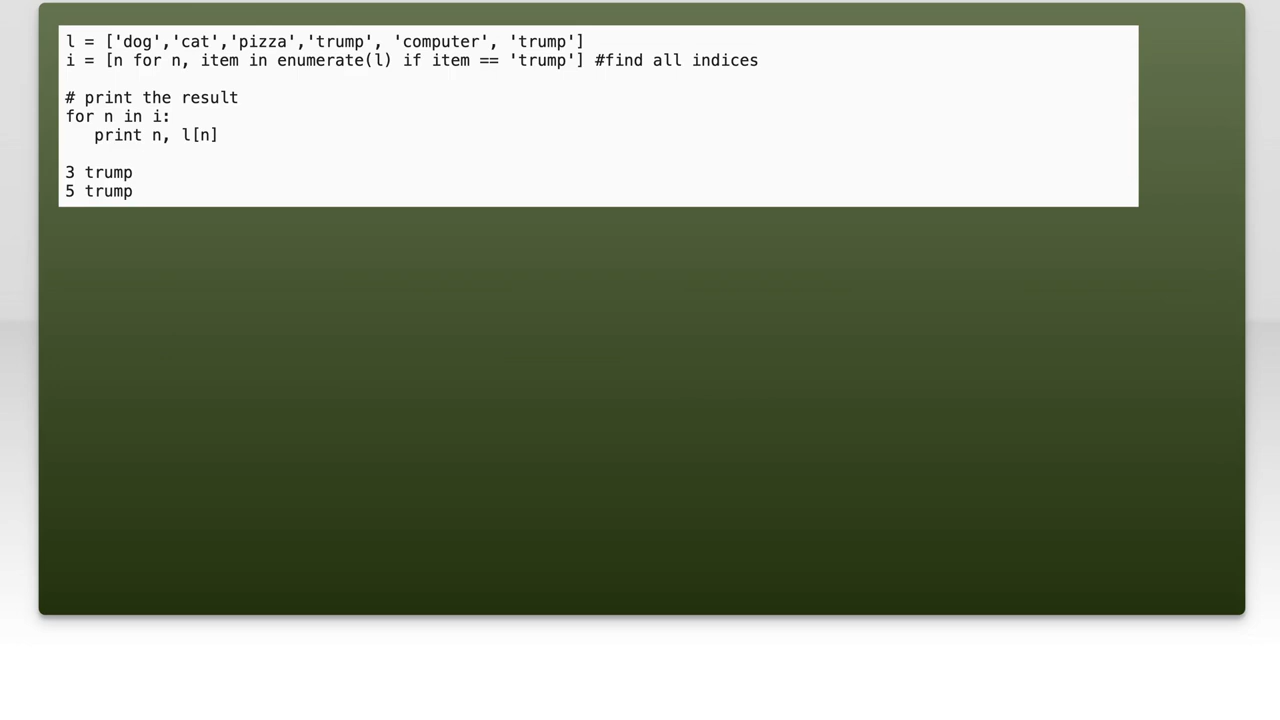 l = ['dog','cat','pizza','trump', 'computer', 'trump']
i = [n for n, item in enumerate(l) if item == 'trump'] #find all indices
# print the result
for n in i:
   print n, l[n]
3 trump
5 trump